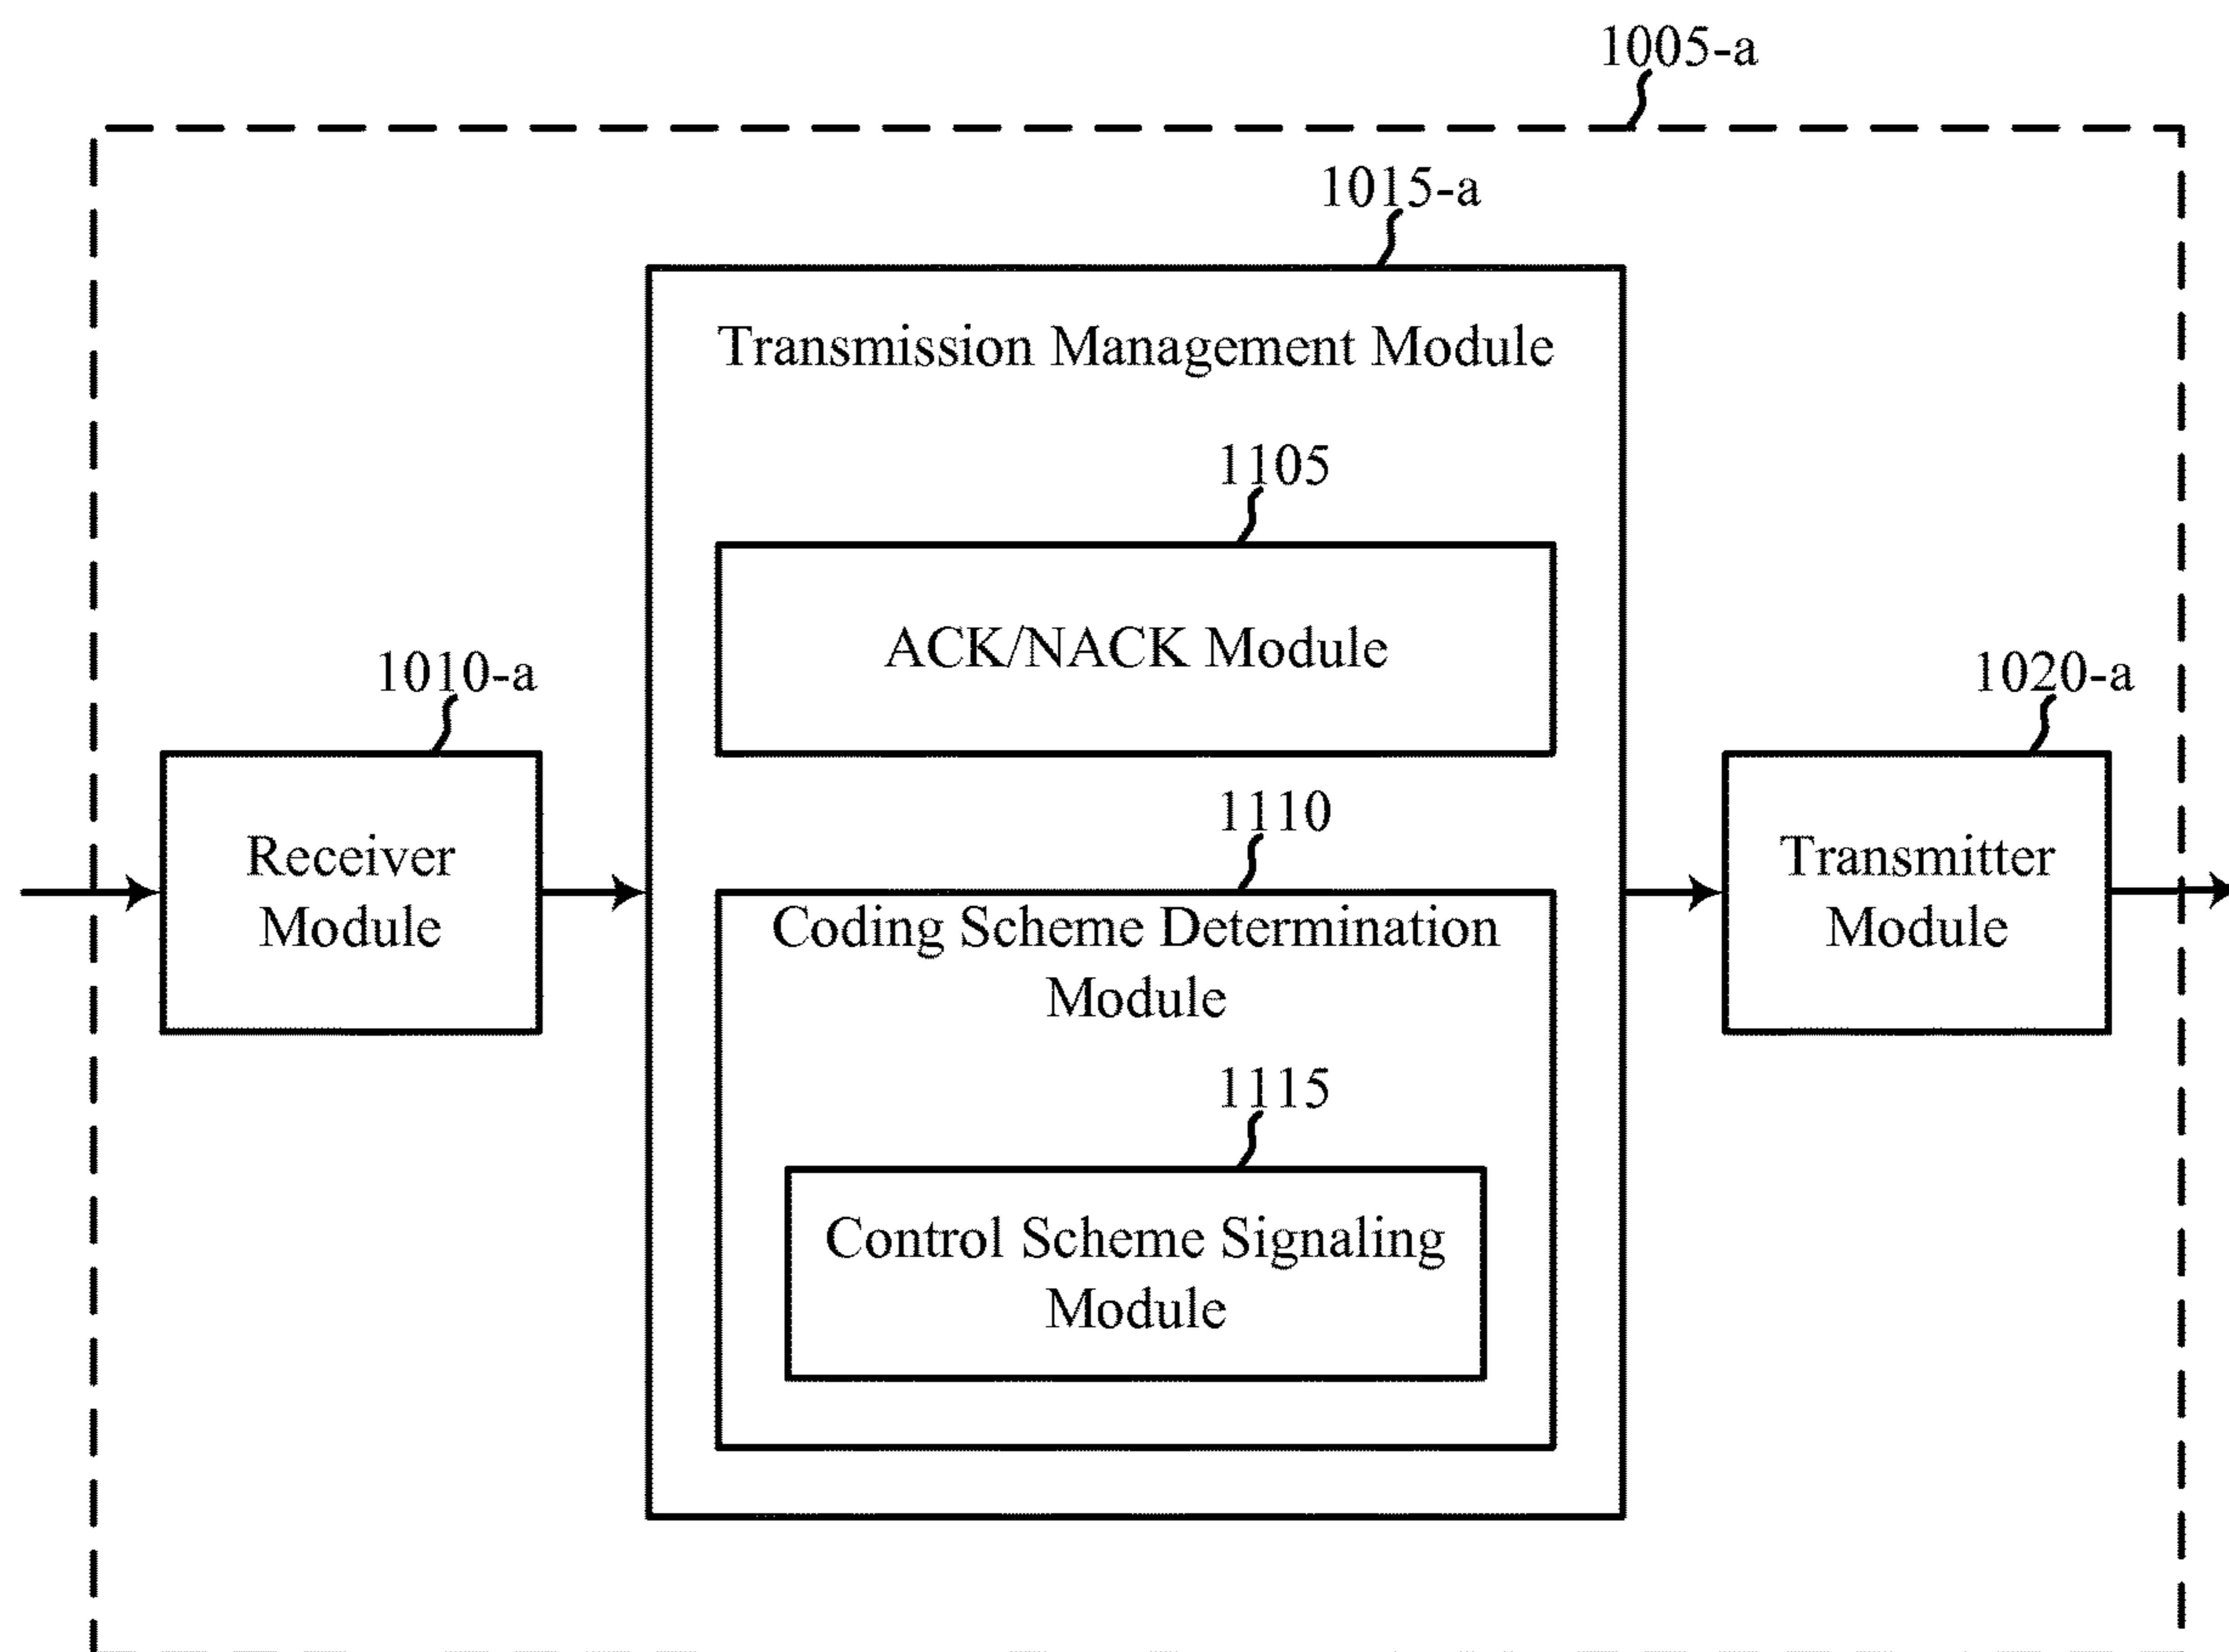 1005-a
1015-a
Transmission Management Module
1105
ACK/NACK Module
1010-a
Receiver
Module
1110
Coding Scheme Determination
Module
1115
Control Scheme Signaling
Module
1020-a
Transmitter
Module